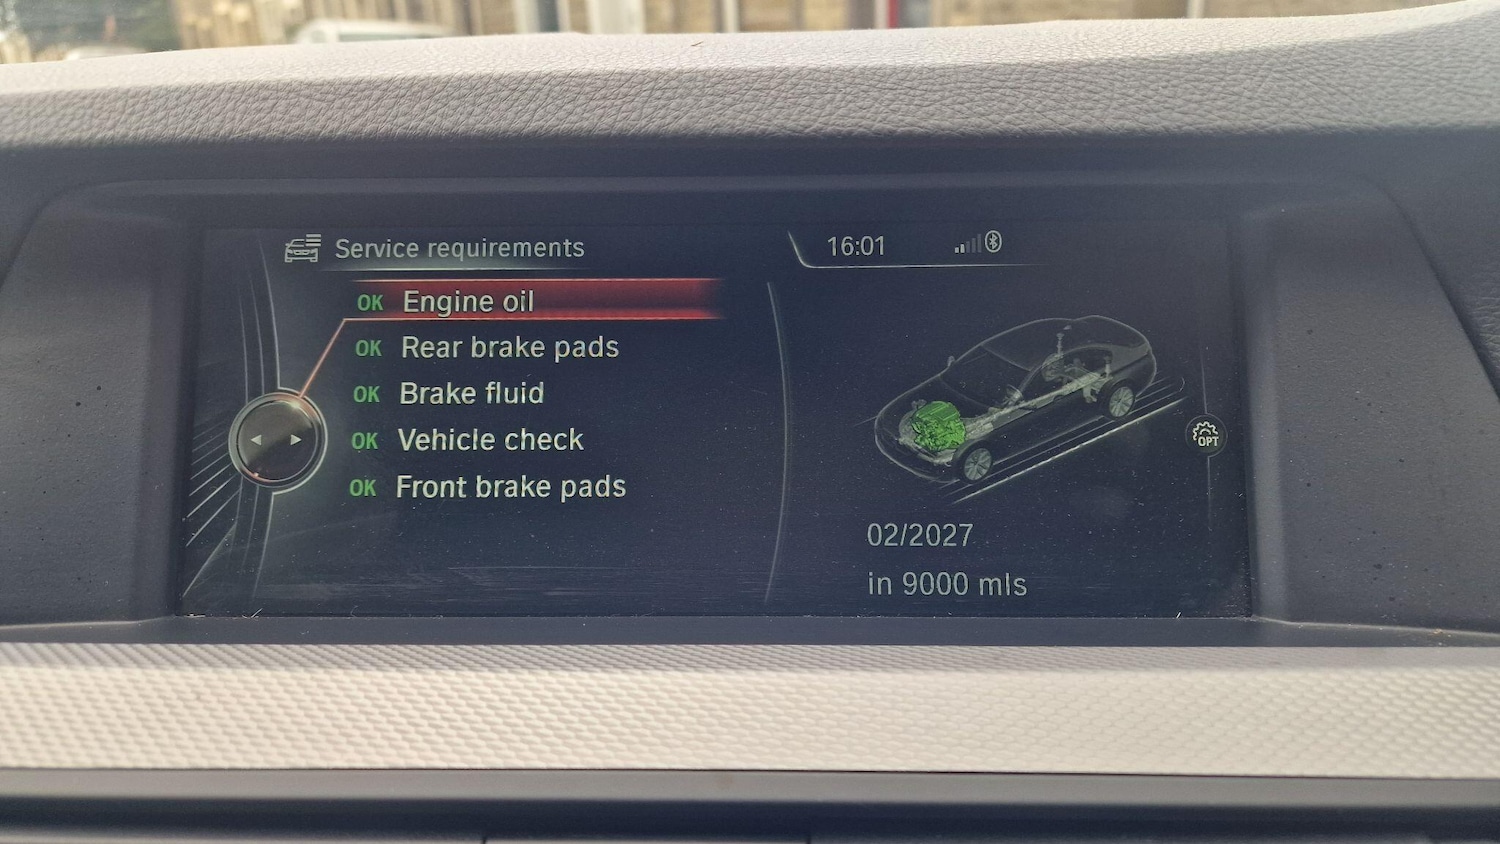 Service requirements
16:01
OK Engine oil
OK Rear brake pads
OK Brake fluid
OK Vehicle check
OK Front brake pads
OPT
02/2027
in 9000 mls